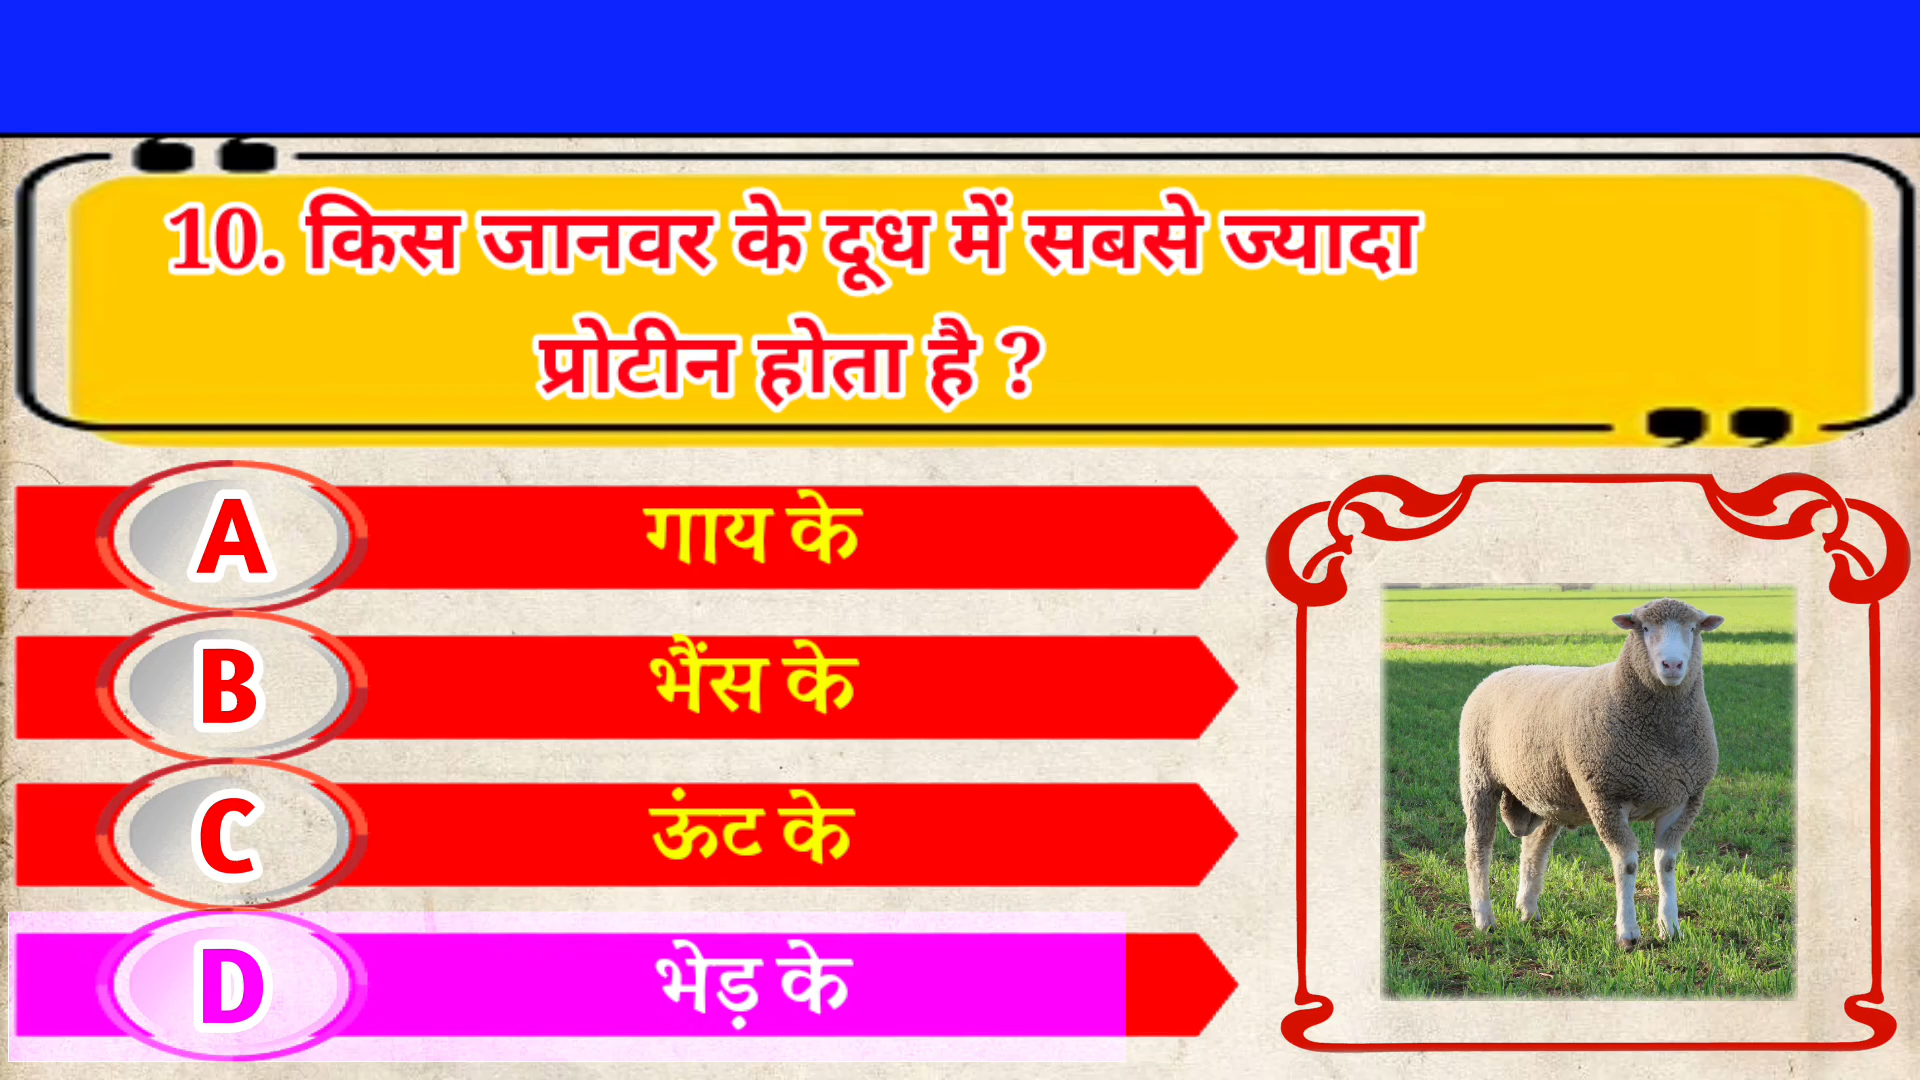 10. किस जानवर के दूध में सबसे ज्यादा
प्रोटीन होता है ?
A गाय के
B भैंस के
C ऊंट के
D भेड़ के